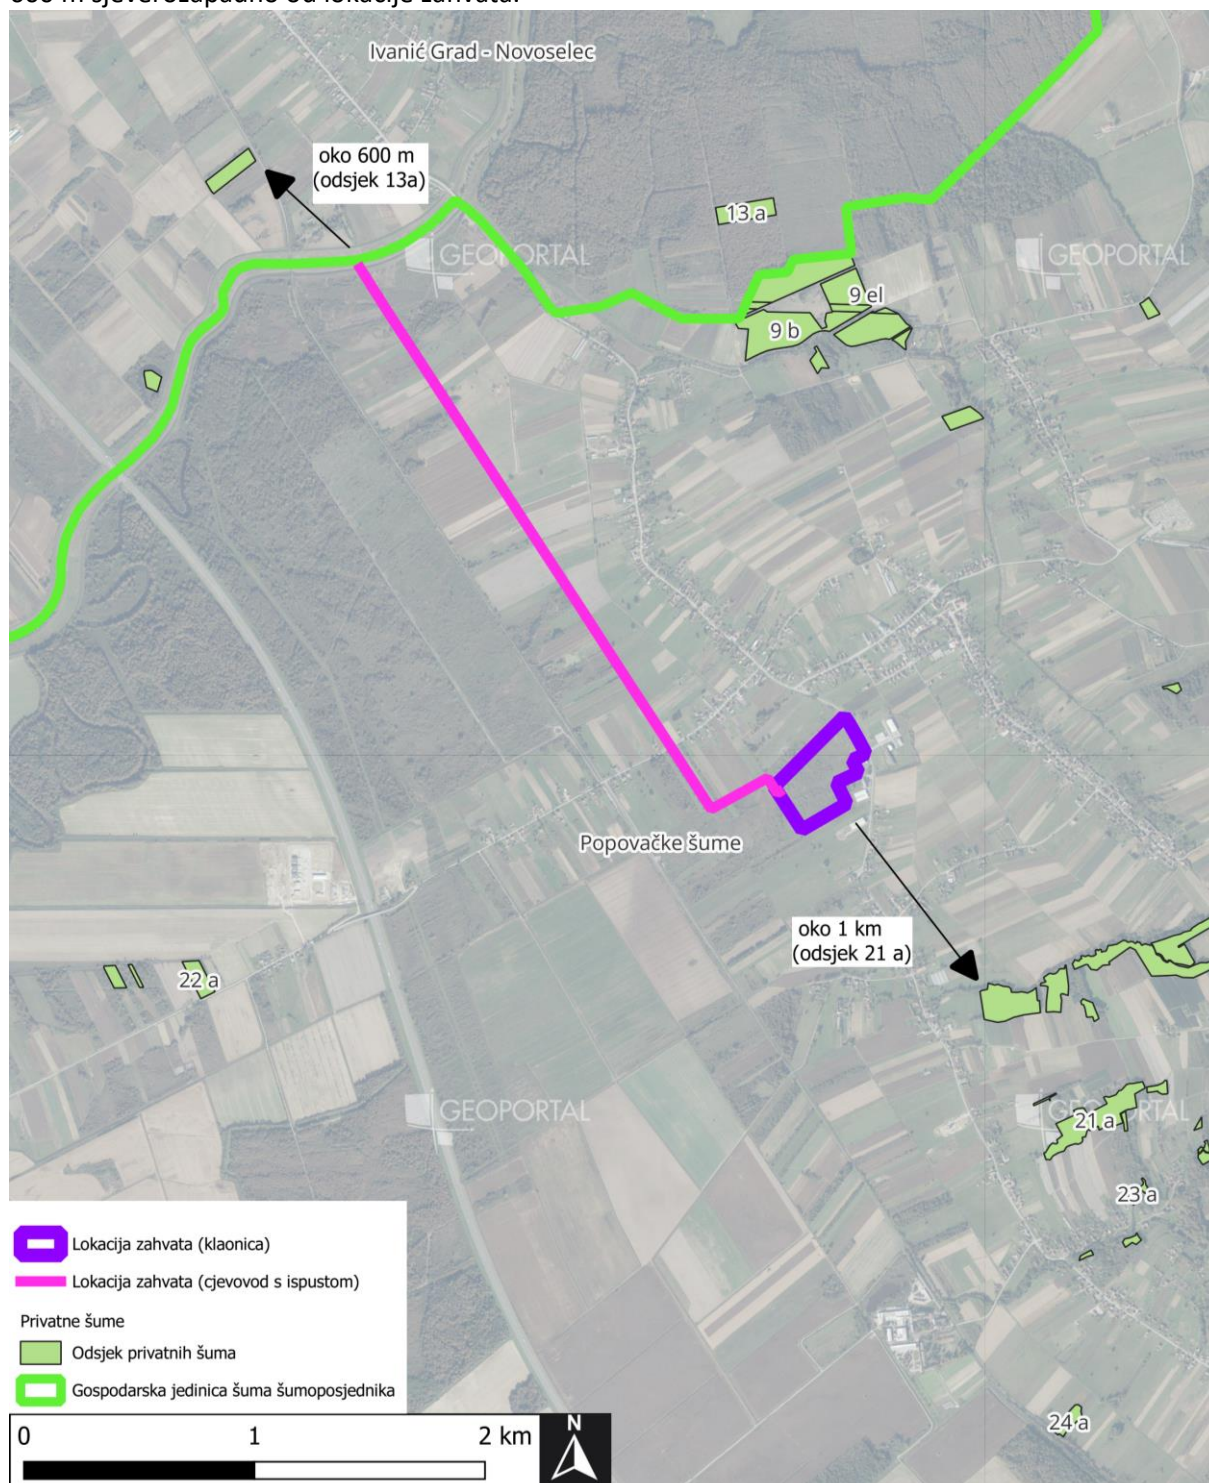 600 m sjeverozapadno od lokacije zahvata.
Ivanić Grad - Novoselec
oko 600 m
(odsjek 13a)
13 a
GEOPORTAL
GEOPORTAL
9 el
9 b
Popovačke šume
oko 1 km
(odsjek 21 a)
22 a
GEOPORTAL
GEOPORTAL
21 a
23 a
24 a
Lokacija zahvata (klaonica)
Lokacija zahvata (cjevovod s ispustom)
Privatne šume
Odsjek privatnih šuma
Gospodarska jedinica šuma šumoposjednika
0 1 2 km
N